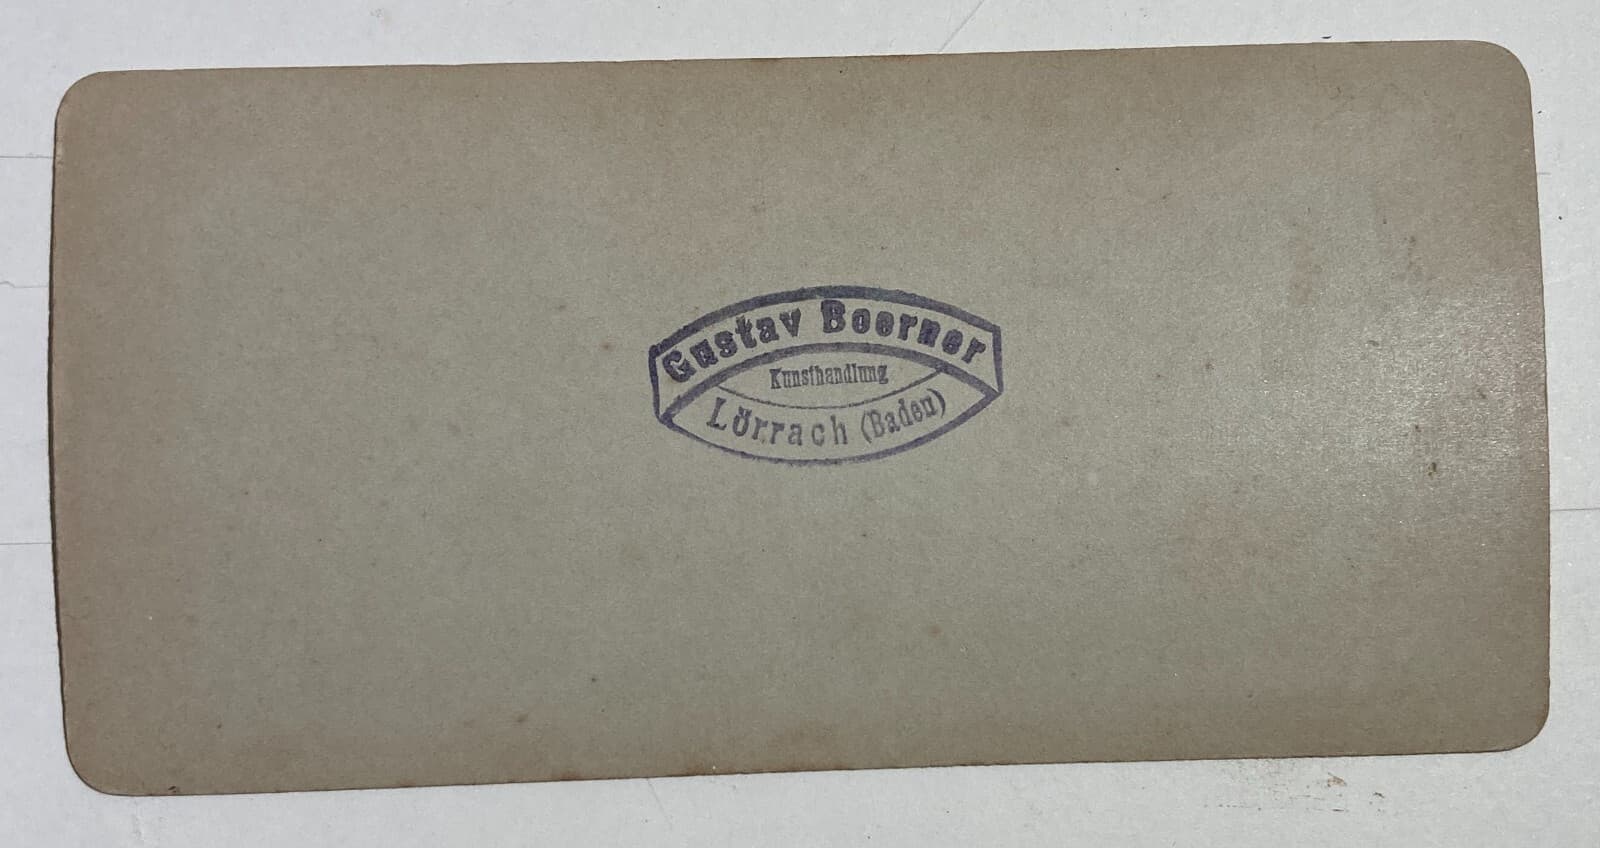 Gustav Boerner
Kunsthandlung
Lörrach (Baden)